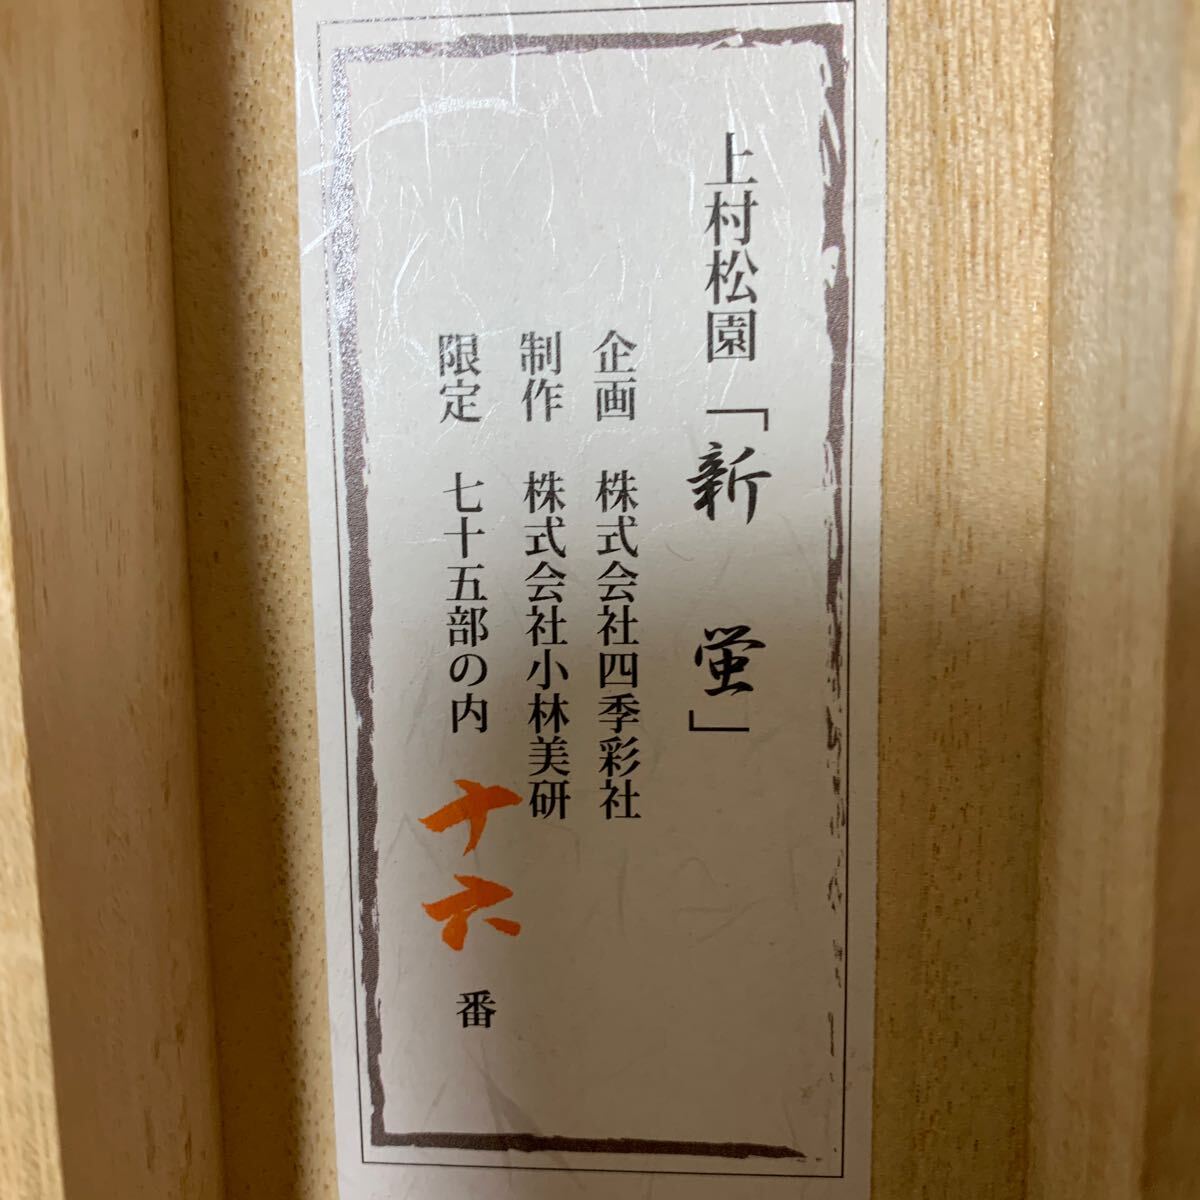 上村松園「新 蛍」
企画 株式会社四季彩社
制作 株式会社小林美研
限定 七十五部の内 十六 番